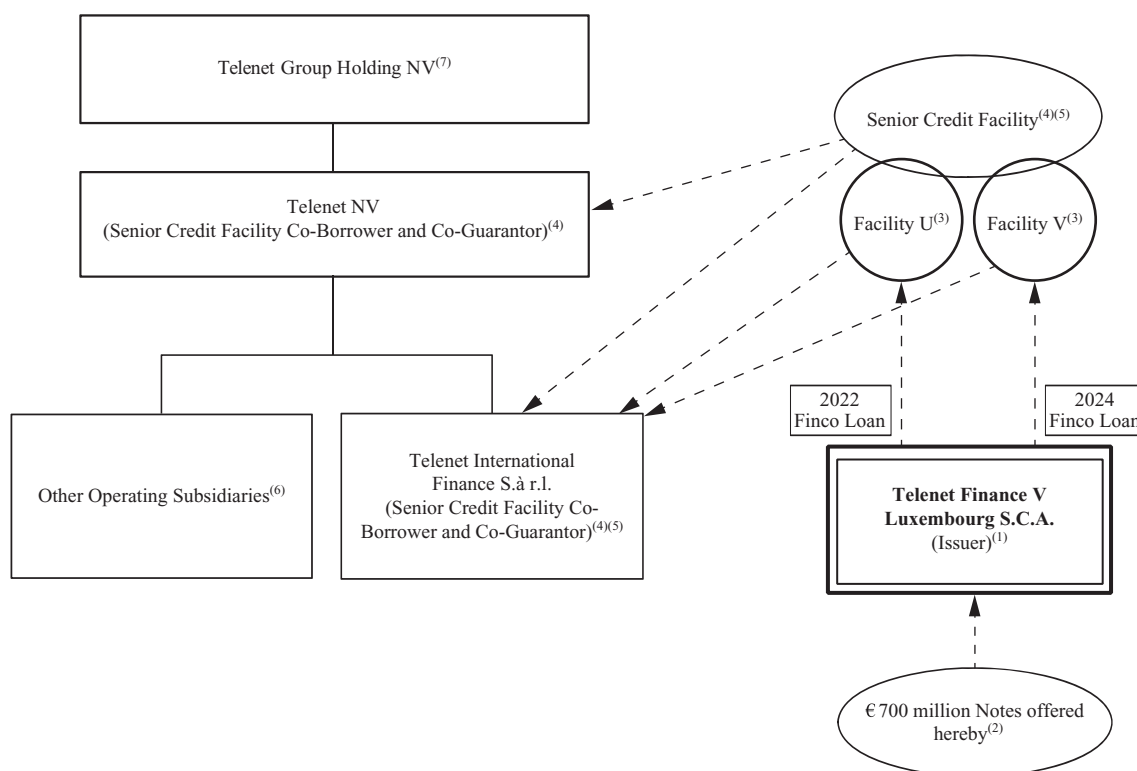 Telenet Group Holding NV(7)
Senior Credit Facility(4)(5)
Telenet NV
(Senior Credit Facility Co-Borrower and Co-Guarantor)(4)
Facility U(3)
Facility V(3)
2022
Finco Loan
2024
Finco Loan
Other Operating Subsidiaries(6)
Telenet International
Finance S.à r.l.
(Senior Credit Facility Co-
Borrower and Co-Guarantor)(4)(5)
Telenet Finance V
Luxembourg S.C.A.
(Issuer)(1)
€ 700 million Notes offered
hereby(2)